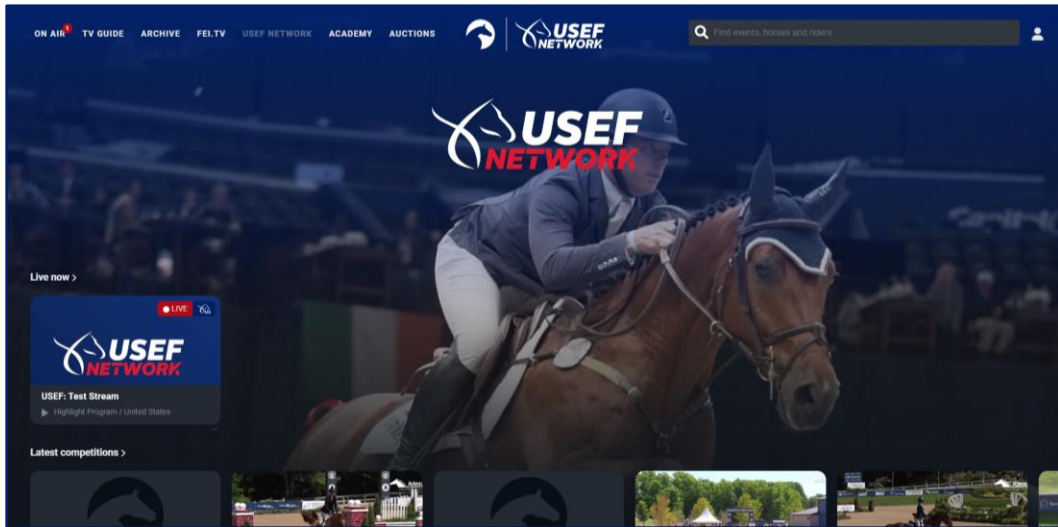 ON AIR 1 TV GUIDE ARCHIVE FEI.TV USEF NETWORK ACADEMY AUCTIONS
USEF
NETWORK
Find events, horses and riders
USEF
NETWORK
Live now >
LIVE
USEF
NETWORK
USEF: Test Stream
Highlight Program / United States
Latest competitions >